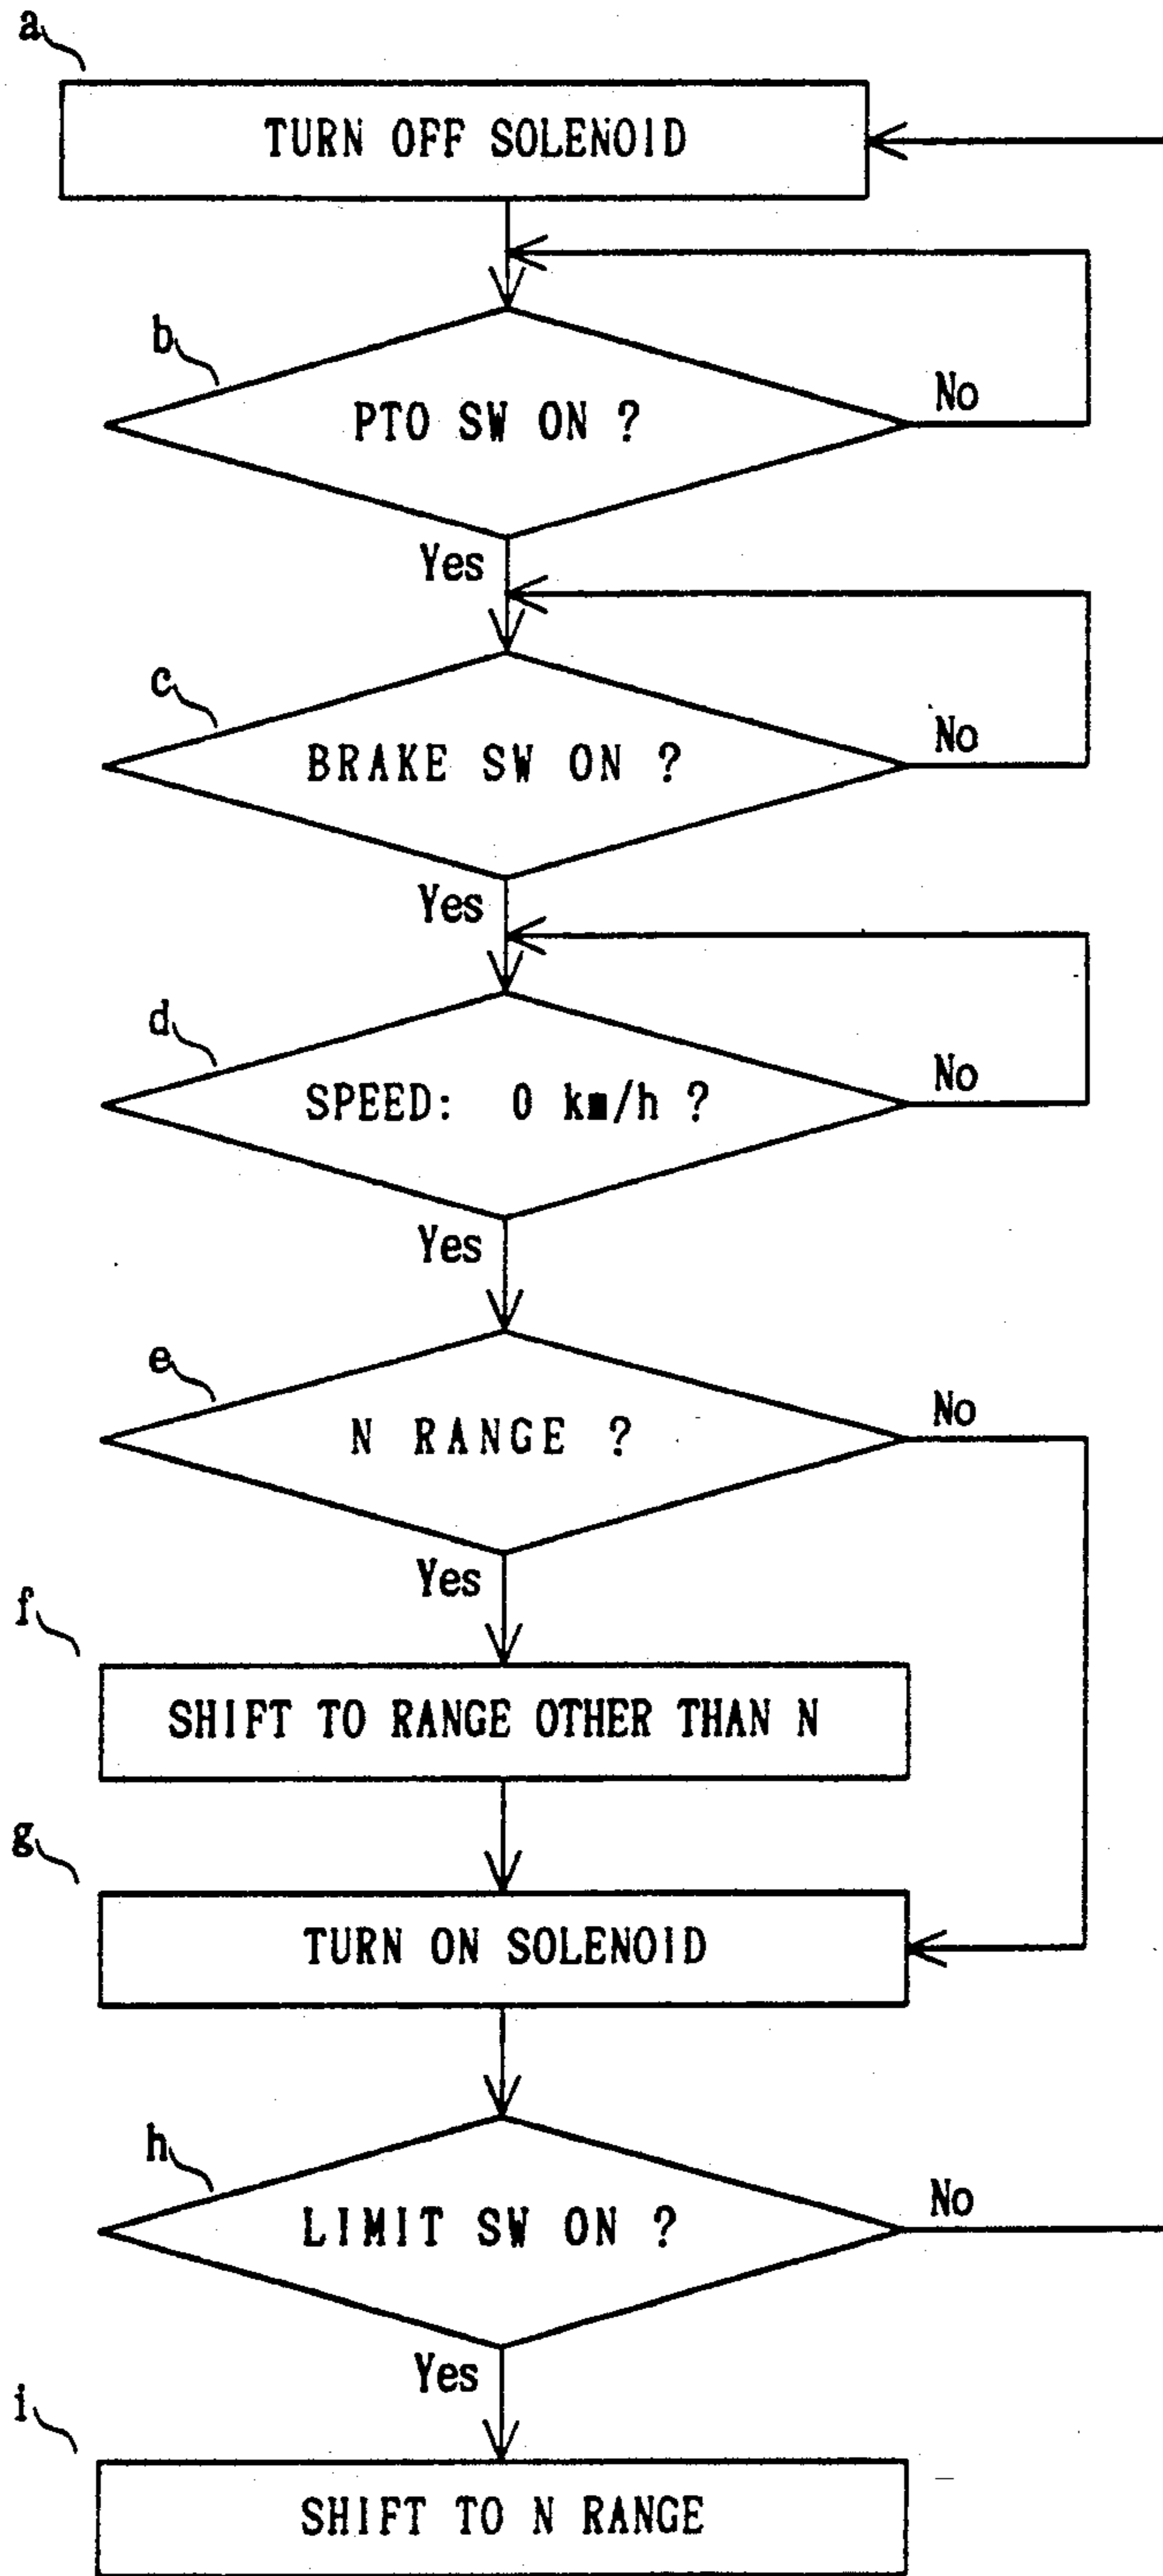 a
TURN OFF SOLENOID
b
PTO SW ON ?
No
Yes
c
BRAKE SW ON ?
No
Yes
d
SPEED: 0 km/h ?
No
Yes
e
N RANGE ?
No
Yes
f
SHIFT TO RANGE OTHER THAN N
g
TURN ON SOLENOID
h
LIMIT SW ON ?
No
Yes
i
SHIFT TO N RANGE